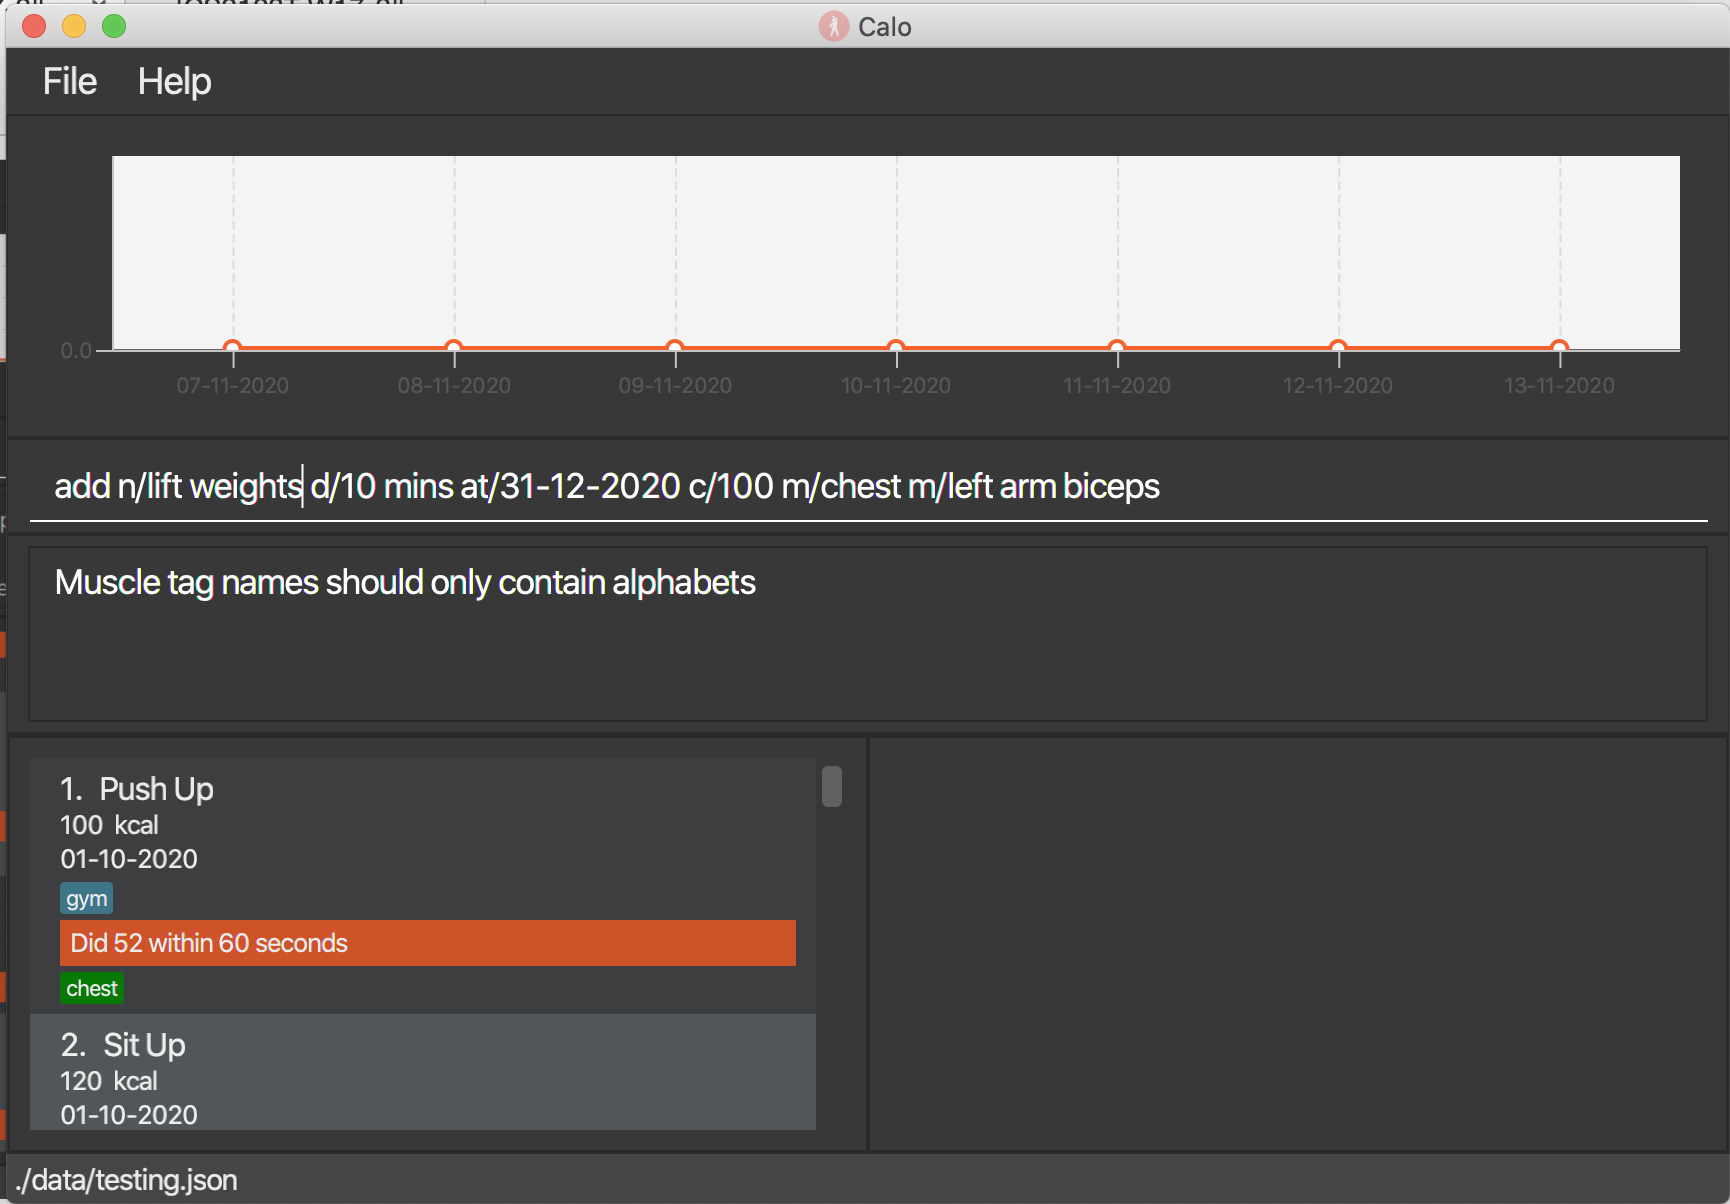 Calo
File Help
0.0
07-11-2020 08-11-2020 09-11-2020 10-11-2020 11-11-2020 12-11-2020 13-11-2020
add n/lift weights d/10 mins at/31-12-2020 c/100 m/chest m/left arm biceps
Muscle tag names should only contain alphabets
1. Push Up
100 kcal
01-10-2020
gym
Did 52 within 60 seconds
chest
2. Sit Up
120 kcal
01-10-2020
./data/testing.json